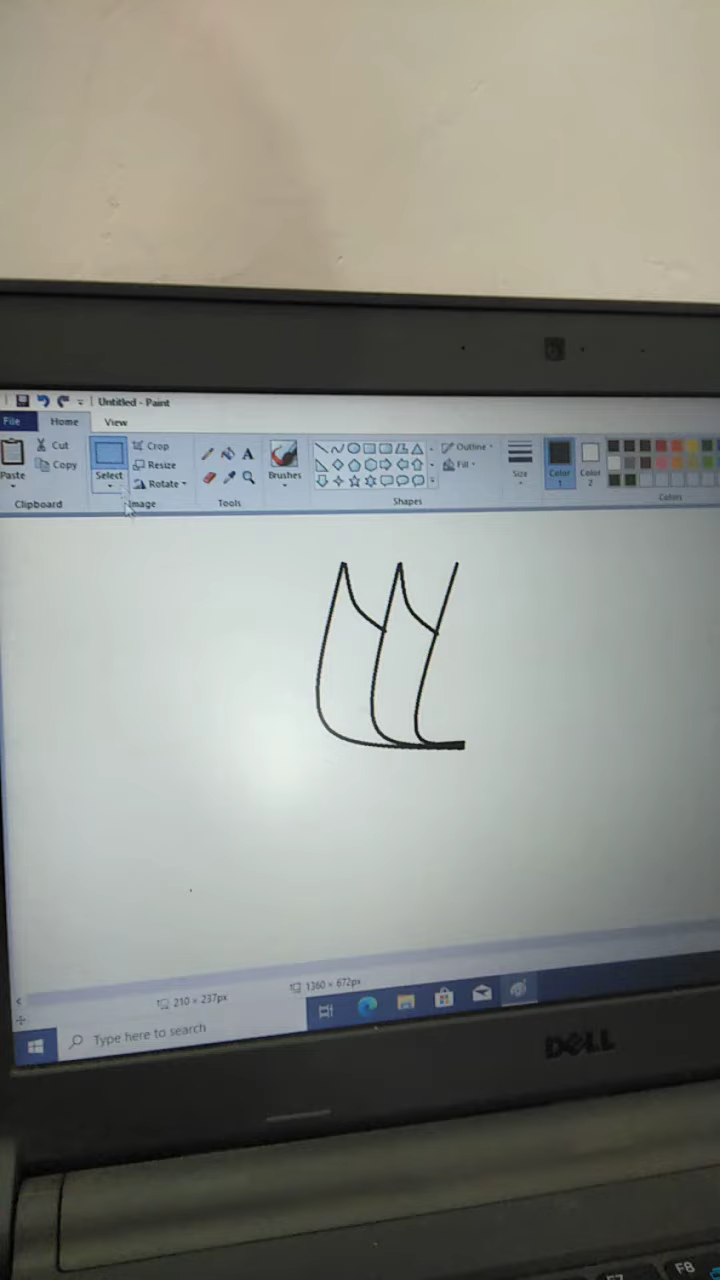 Untitled - Paint
File Home View
Paste Cut Copy Clipboard
Select Crop Resize Rotate Image
A Tools
Brushes
Shapes Outline Fill
Size
Color 1 Color 2 Colors
210 × 237px 1360 × 672px
Type here to search
DELL
F8